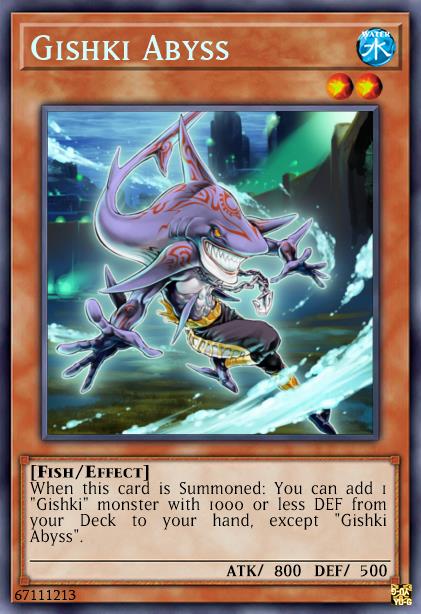 Gishki Abyss
WATER
水
[Fish/Effect]
When this card is Summoned: You can add 1
"Gishki" monster with 1000 or less DEF from
your Deck to your hand, except "Gishki
Abyss".
ATK/ 800 DEF/ 500
67111213